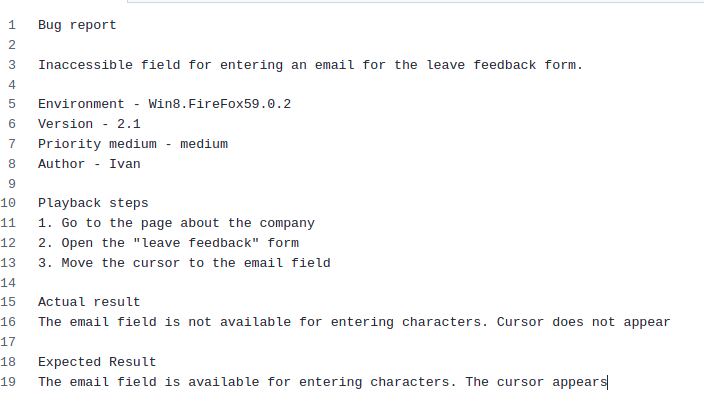 1 Bug report
2
3 Inaccessible field for entering an email for the leave feedback form.
4
5 Environment - Win8.FireFox59.0.2
6 Version - 2.1
7 Priority medium - medium
8 Author - Ivan
9
10 Playback steps
11 1. Go to the page about the company
12 2. Open the "leave feedback" form
13 3. Move the cursor to the email field
14
15 Actual result
16 The email field is not available for entering characters. Cursor does not appear
17
18 Expected Result
19 The email field is available for entering characters. The cursor appears